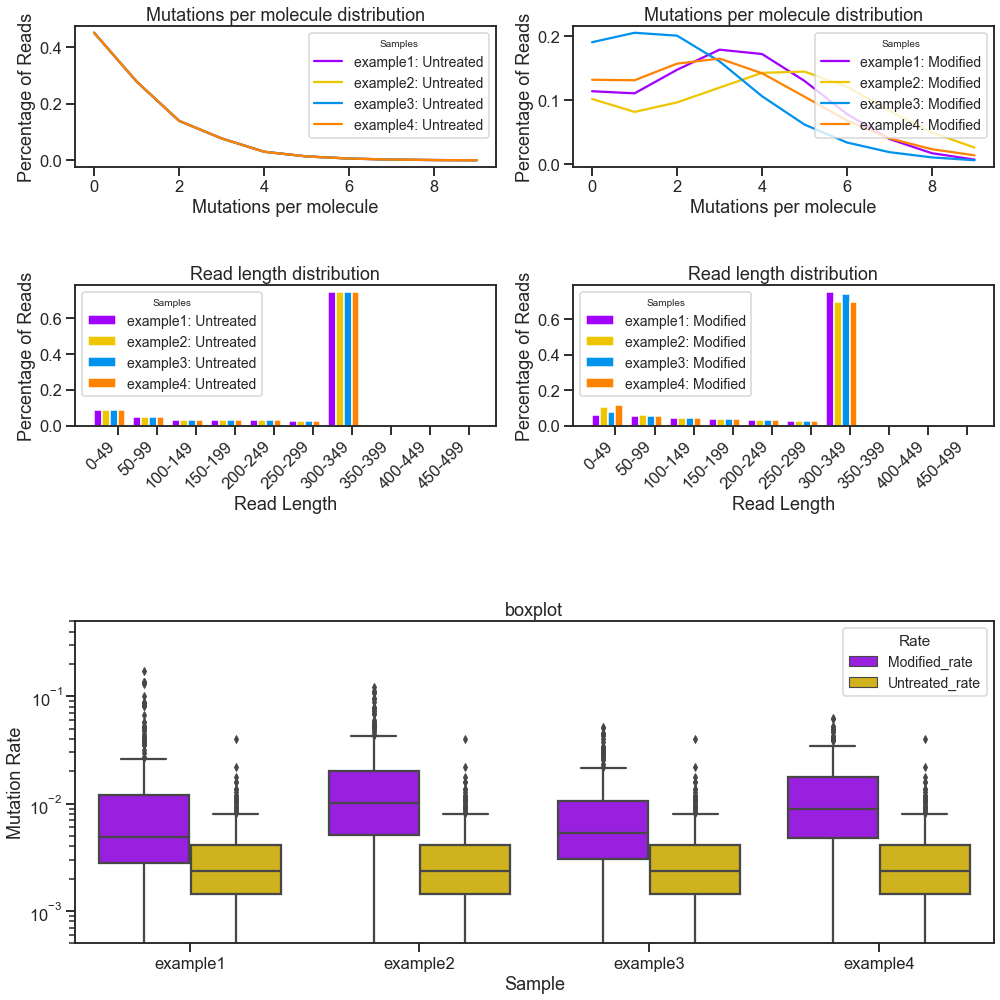 Mutations per molecule distribution
Percentage of Reads
0.4
0.2
0.0
Samples
example1: Untreated
example2: Untreated
example3: Untreated
example4: Untreated
0 2 4 6 8
Mutations per molecule
Mutations per molecule distribution
Percentage of Reads
0.2
0.1
0.0
Samples
example1: Modified
example2: Modified
example3: Modified
example4: Modified
0 2 4 6 8
Mutations per molecule
Read length distribution
Percentage of Reads
0.6
0.4
0.2
0.0
Samples
example1: Untreated
example2: Untreated
example3: Untreated
example4: Untreated
0-49 50-99 100-149 150-199 200-249 250-299 300-349 350-399 400-449 450-499
Read Length
Read length distribution
Percentage of Reads
0.6
0.4
0.2
0.0
Samples
example1: Modified
example2: Modified
example3: Modified
example4: Modified
0-49 50-99 100-149 150-199 200-249 250-299 300-349 350-399 400-449 450-499
Read Length
boxplot
Mutation Rate
10⁻¹
10⁻²
10⁻³
Rate
Modified_rate
Untreated_rate
example1 example2 example3 example4
Sample